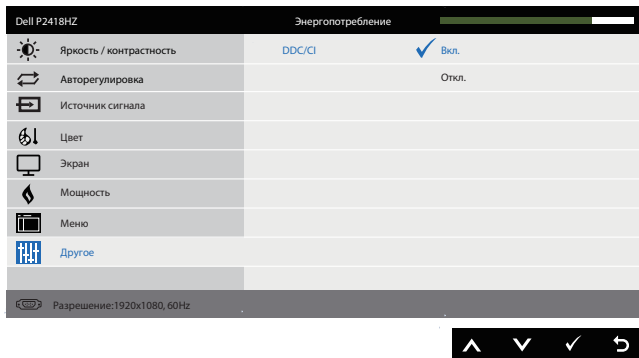 Dell P2418HZ Энергопотребление
Яркость / контрастность DDC/CI Вкл.
Авторегулировка Откл.
Источник сигнала
Цвет
Экран
Мощность
Меню
Другое
Разрешение:1920x1080, 60Hz